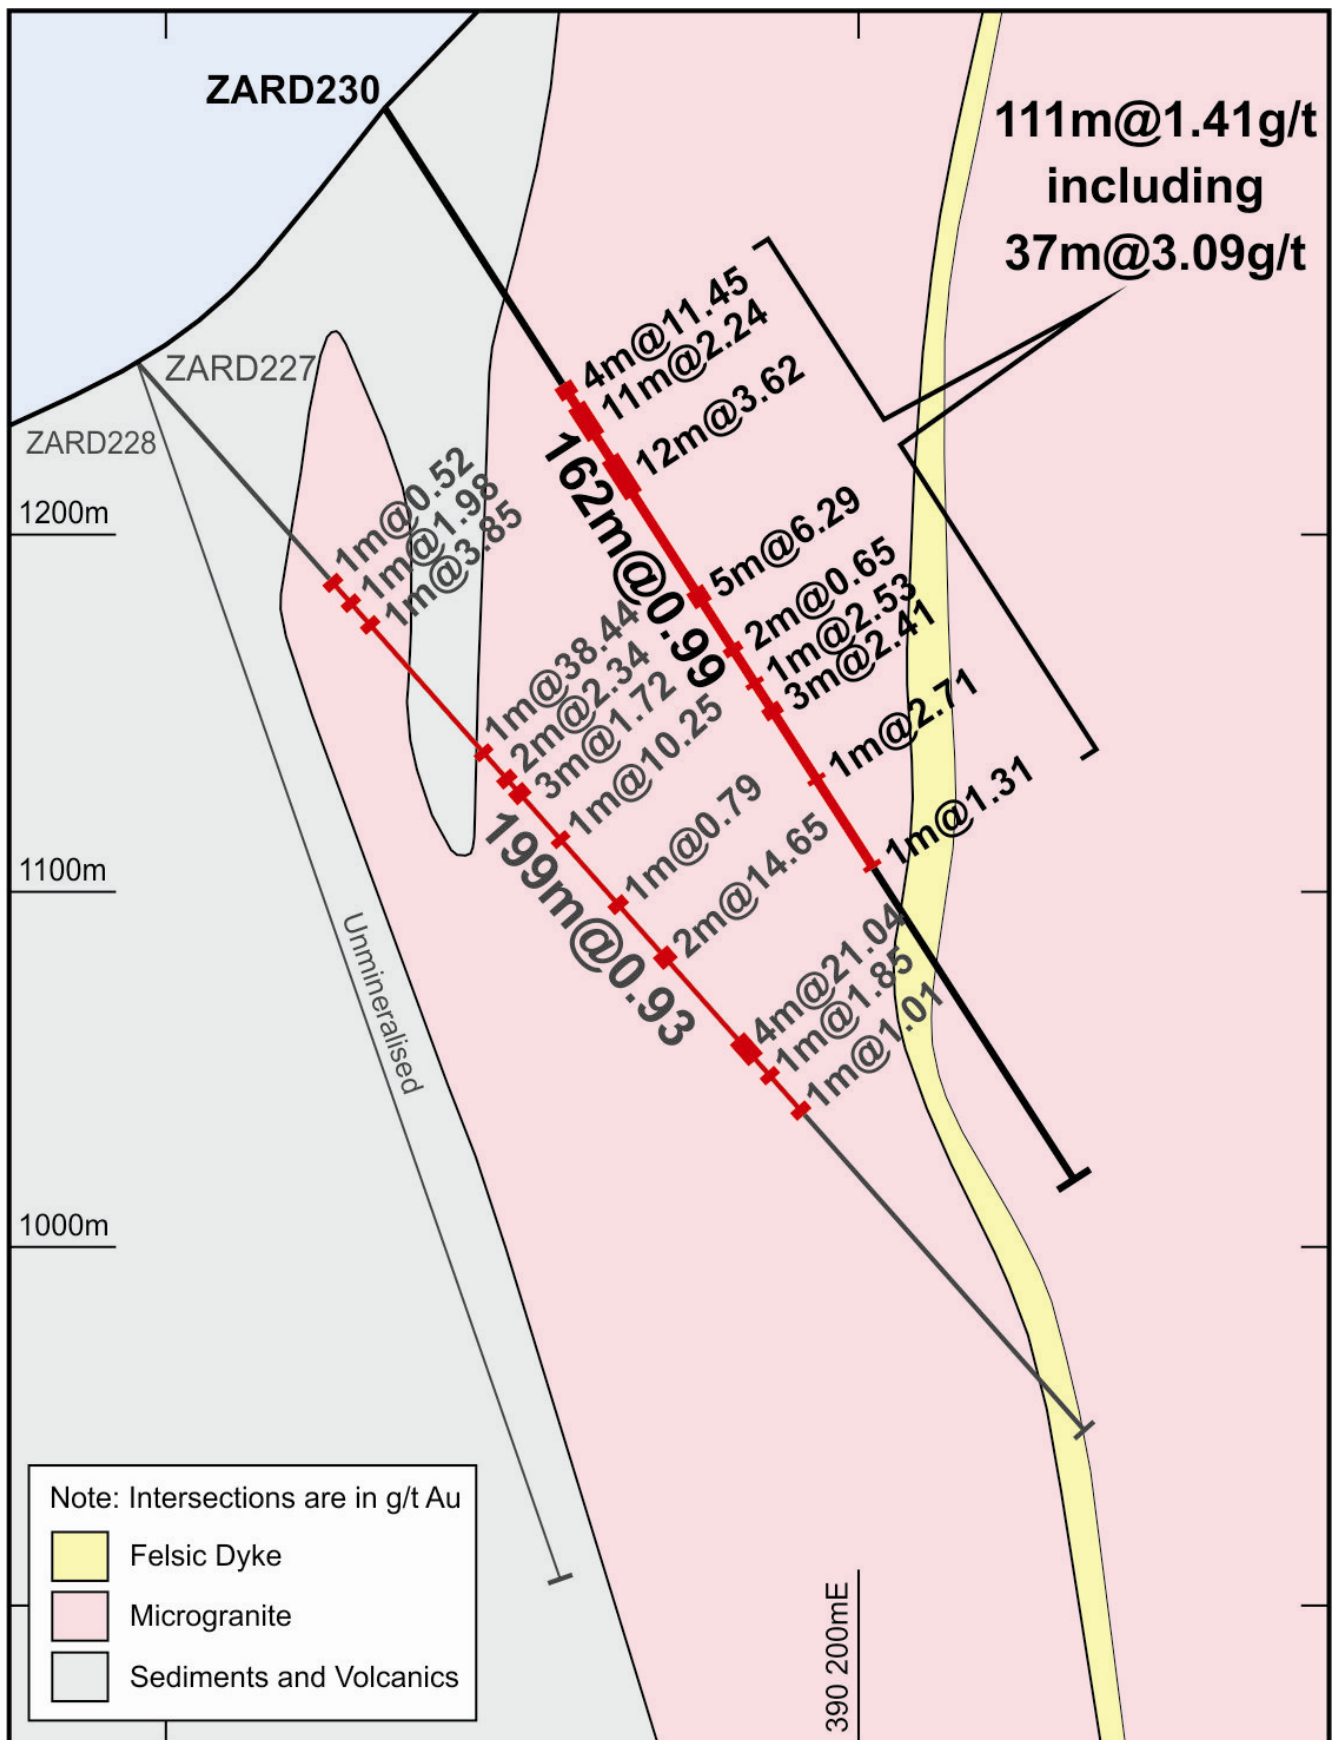 ZARD230
111m@1.41g/t
including
37m@3.09g/t
4m@11.45
11m@2.24
12m@3.62
162m@0.99
5m@6.29
2m@0.65
1m@2.53
3m@2.41
1m@2.71
1m@1.31
ZARD227
ZARD228
1m@0.52
1m@1.98
1m@3.85
1m@38.44
2m@2.34
3m@1.72
1m@10.25
199m@0.93
1m@0.79
2m@14.65
4m@21.04
1m@1.85
1m@1.01
Unmineralised
1200m
1100m
1000m
390 200mE
Note: Intersections are in g/t Au
Felsic Dyke
Microgranite
Sediments and Volcanics